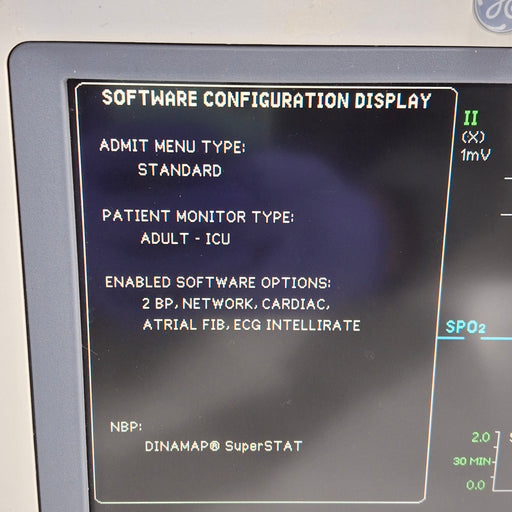 SOFTWARE CONFIGURATION DISPLAY
ADMIT MENU TYPE:
STANDARD
PATIENT MONITOR TYPE:
ADULT - ICU
ENABLED SOFTWARE OPTIONS:
2 BP, NETWORK, CARDIAC,
ATRIAL FIB, ECG INTELLIRATE
NBP:
DINAMAP® SuperSTAT
II
(X)
1mV
SPO2
2.0
30 MIN
0.0